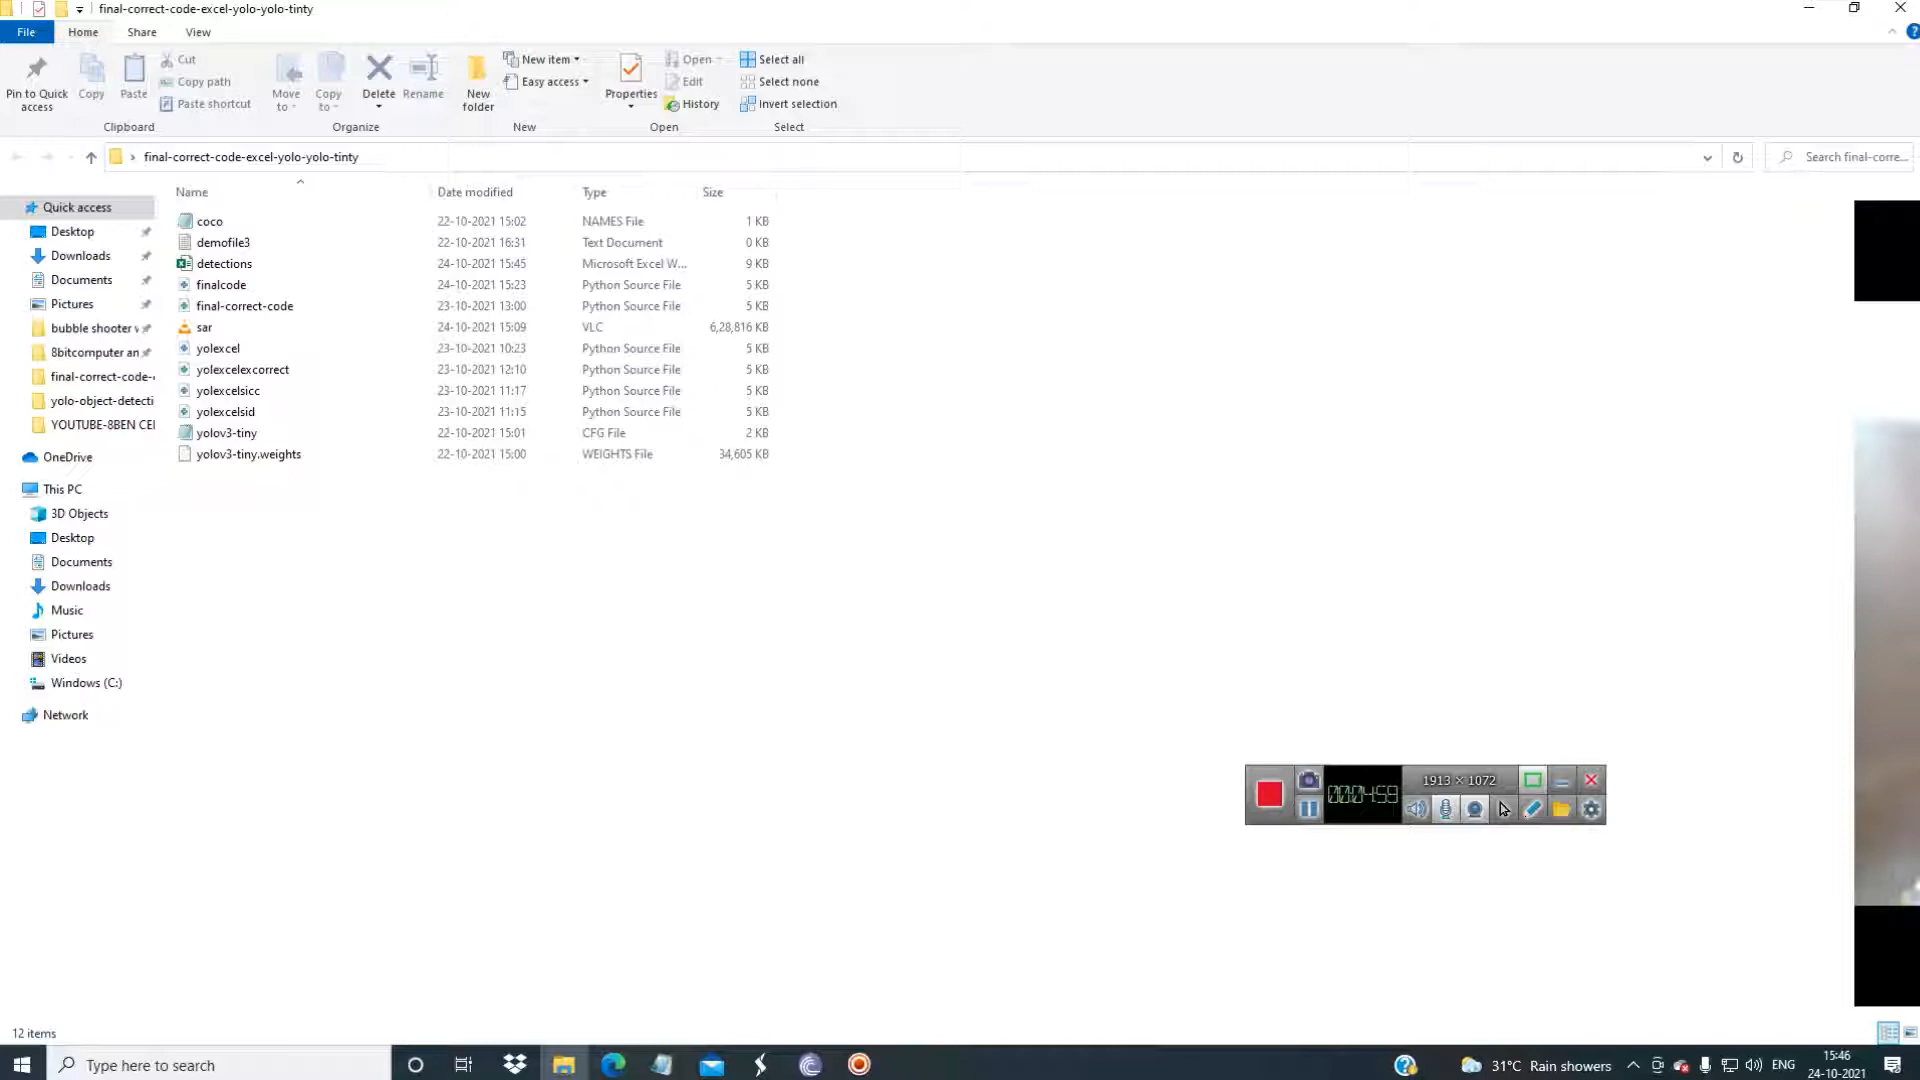 final-correct-code-excel-yolo-yolo-tinty
File Home Share View
Pin to Quick access
Copy
Paste
Cut
Copy path
Paste shortcut
Clipboard
Move to
Copy to
Delete
Rename
Organize
New folder
New item
Easy access
New
Properties
Open
Edit
History
Open
Select all
Select none
Invert selection
Select
final-correct-code-excel-yolo-yolo-tinty
Search final-corre...
Name Date modified Type Size
coco 22-10-2021 15:02 NAMES File 1 KB
demofile3 22-10-2021 16:31 Text Document 0 KB
detections 24-10-2021 15:45 Microsoft Excel W... 9 KB
finalcode 24-10-2021 15:23 Python Source File 5 KB
final-correct-code 23-10-2021 13:00 Python Source File 5 KB
sar 24-10-2021 15:09 VLC 6,28,816 KB
yolexcel 23-10-2021 10:23 Python Source File 5 KB
yolexcelexcorrect 23-10-2021 12:10 Python Source File 5 KB
yolexcelsicc 23-10-2021 11:17 Python Source File 5 KB
yolexcelsid 23-10-2021 11:15 Python Source File 5 KB
yolov3-tiny 22-10-2021 15:01 CFG File 2 KB
yolov3-tiny.weights 22-10-2021 15:00 WEIGHTS File 34,605 KB
Quick access
Desktop
Downloads
Documents
Pictures
bubble shooter
8bitcomputer an
final-correct-code-
yolo-object-detecti
YOUTUBE-8BEN CEI
OneDrive
This PC
3D Objects
Desktop
Documents
Downloads
Music
Pictures
Videos
Windows (C:)
Network
1913 × 1072
000459
12 items
Type here to search
31°C Rain showers
ENG
15:46
24-10-2021